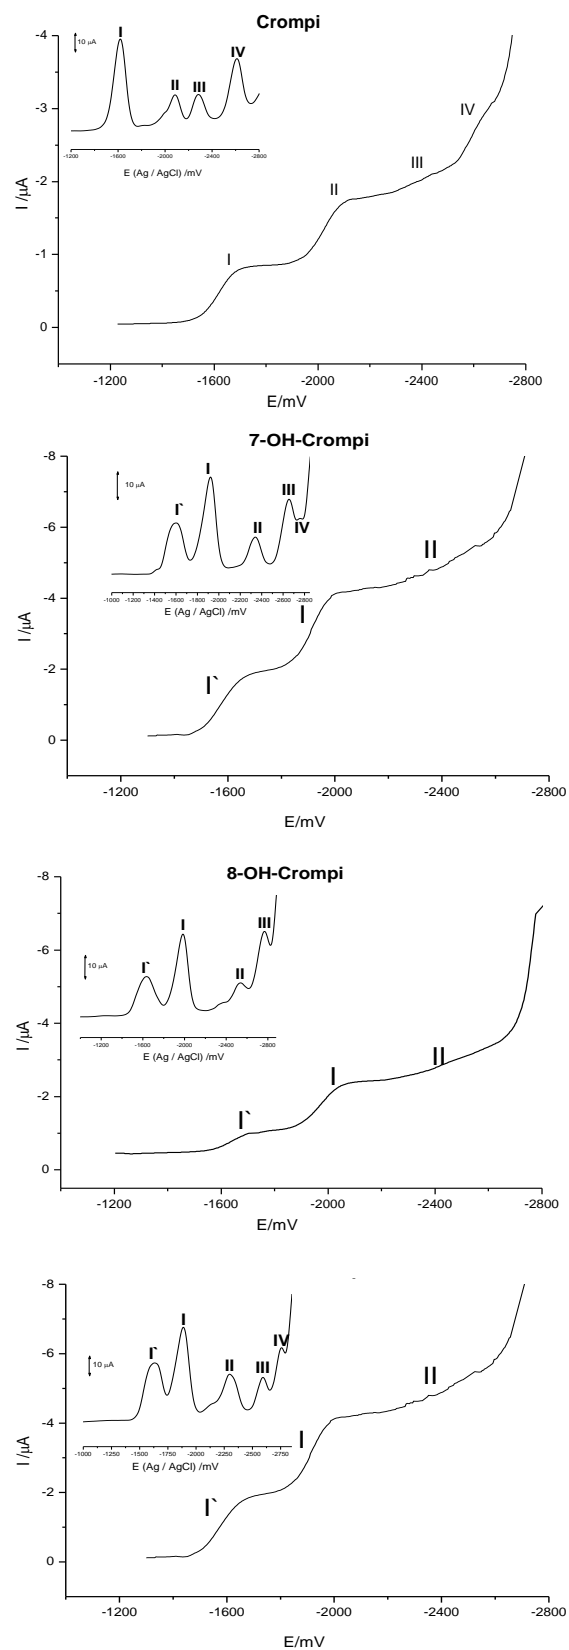 Crompi
10 µA
I
II
III
IV
-1200 -1600 -2000 -2400 -2800
E (Ag / AgCl) /mV
-4
-3
-2
-1
0
I /µA
I
II
III
IV
-1200 -1600 -2000 -2400 -2800
E/mV
7-OH-Crompi
10 µA
I`
I
II
III
IV
-1000 -1200 -1400 -1600 -1800 -2000 -2200 -2400 -2600 -2800
E (Ag / AgCl) /mV
-8
-6
-4
-2
0
I /µA
I`
I
II
-1200 -1600 -2000 -2400 -2800
E/mV
8-OH-Crompi
10 µA
I`
I
II
III
-1200 -1600 -2000 -2400 -2800
E (Ag / AgCl) /mV
-8
-6
-4
-2
0
I /µA
I`
I
II
-1200 -1600 -2000 -2400 -2800
E/mV
10 µA
I`
I
II
III
IV
-1000 -1250 -1500 -1750 -2000 -2250 -2500 -2750
E (Ag / AgCl) /mV
-8
-6
-4
-2
0
I /µA
I`
I
II
-1200 -1600 -2000 -2400 -2800
E/mV